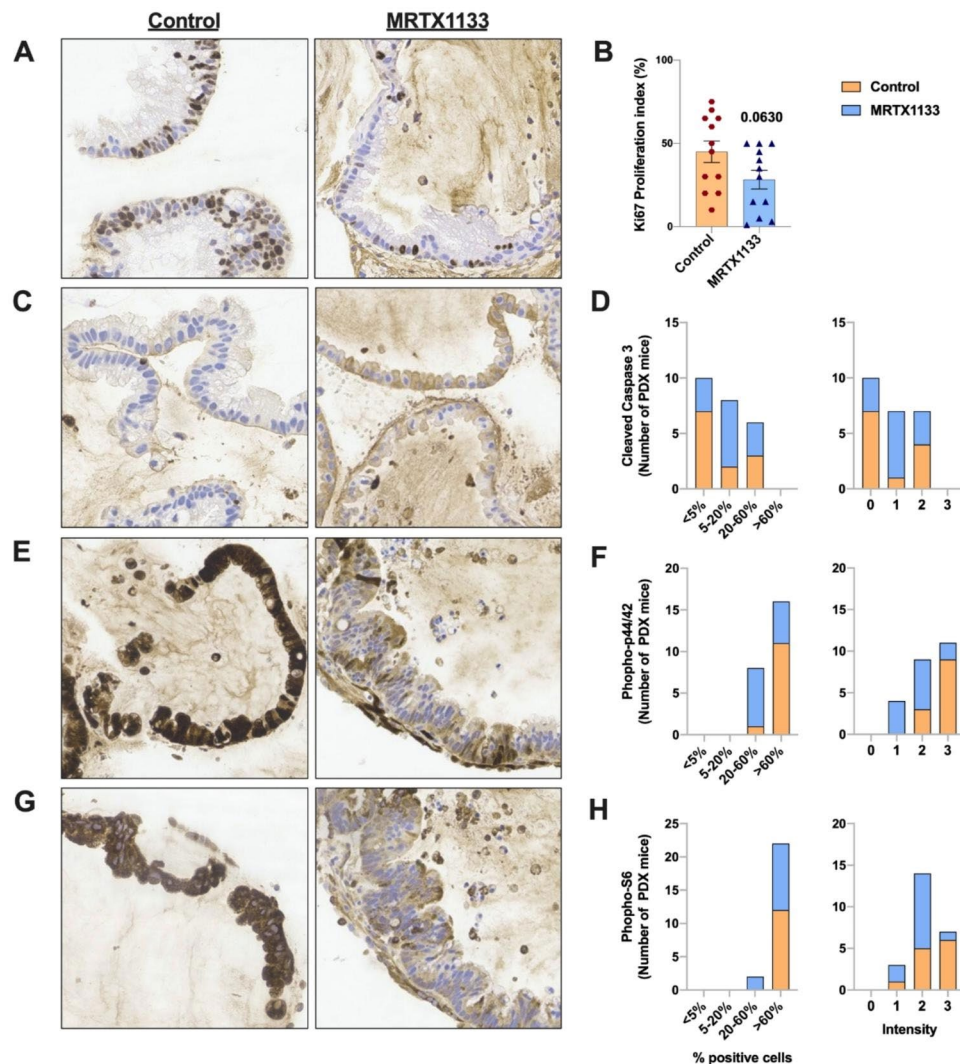 Control MRTX1133
A
B
Ki67 Proliferation index (%)
100
50
0
0.0630
Control
MRTX1133
Control
MRTX1133
C
D
Cleaved Caspase 3
(Number of PDX mice)
15
10
5
0
<5%
5-20%
20-60%
>60%
15
10
5
0
0 1 2 3
E
F
Phopho-p44/42
(Number of PDX mice)
20
15
10
5
0
<5%
5-20%
20-60%
>60%
20
15
10
5
0
0 1 2 3
G
H
Phopho-S6
(Number of PDX mice)
25
20
15
10
5
0
<5%
5-20%
20-60%
>60%
% positive cells
20
15
10
5
0
0 1 2 3
Intensity